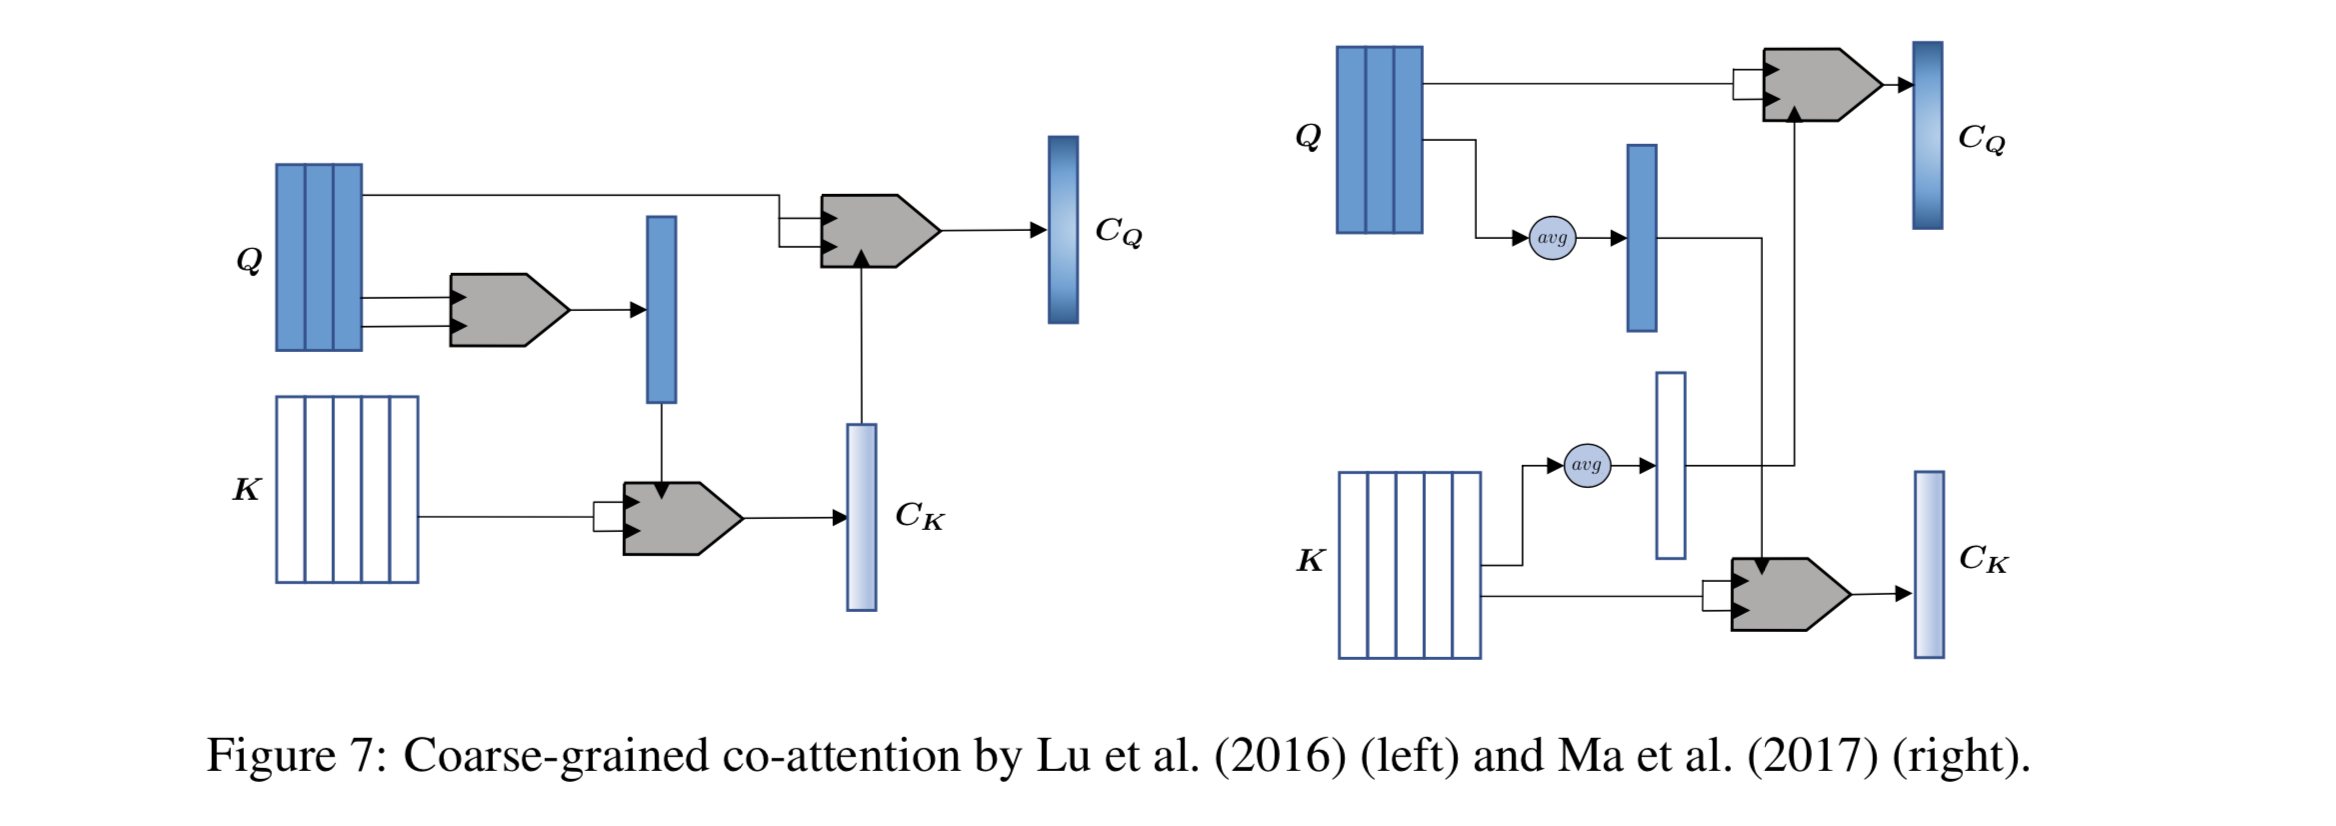 Q
K
C_Q
C_K
Q
avg
C_Q
avg
K
C_K
Figure 7: Coarse-grained co-attention by Lu et al. (2016) (left) and Ma et al. (2017) (right).